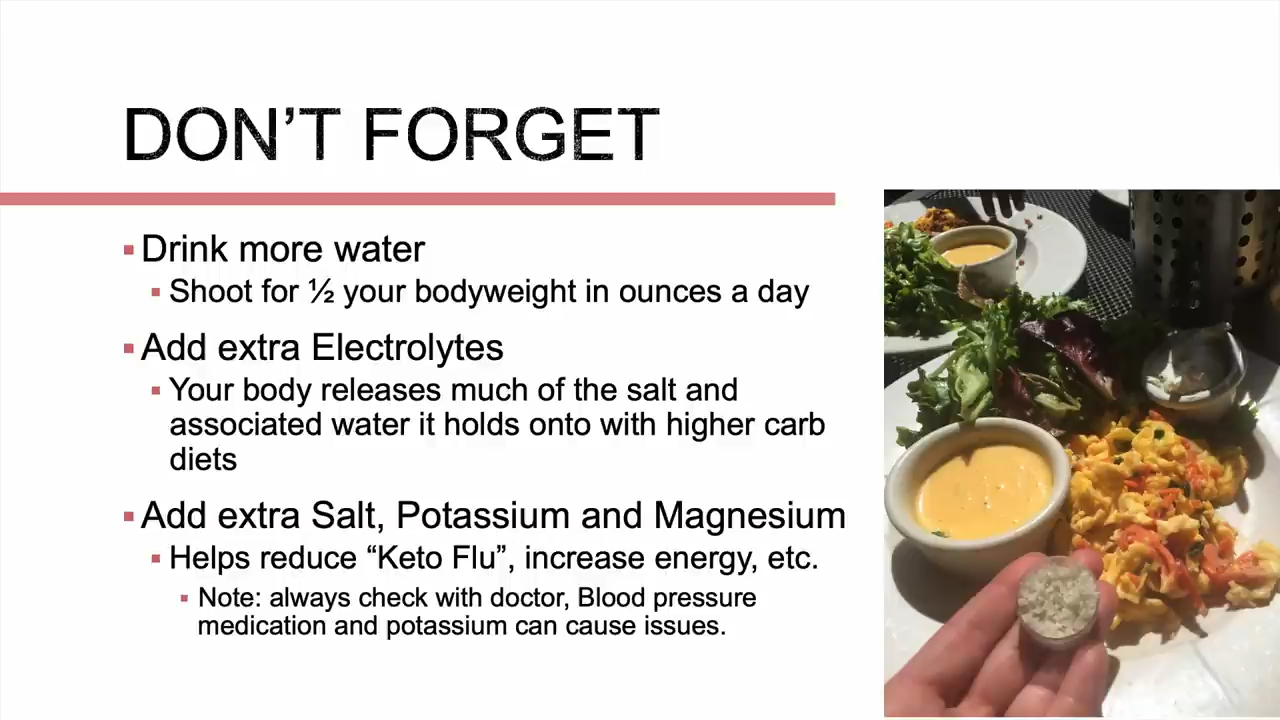 DON'T FORGET
▪ Drink more water
▪ Shoot for ½ your bodyweight in ounces a day
▪ Add extra Electrolytes
▪ Your body releases much of the salt and
associated water it holds onto with higher carb
diets
▪ Add extra Salt, Potassium and Magnesium
▪ Helps reduce “Keto Flu”, increase energy, etc.
▪ Note: always check with doctor, Blood pressure
medication and potassium can cause issues.